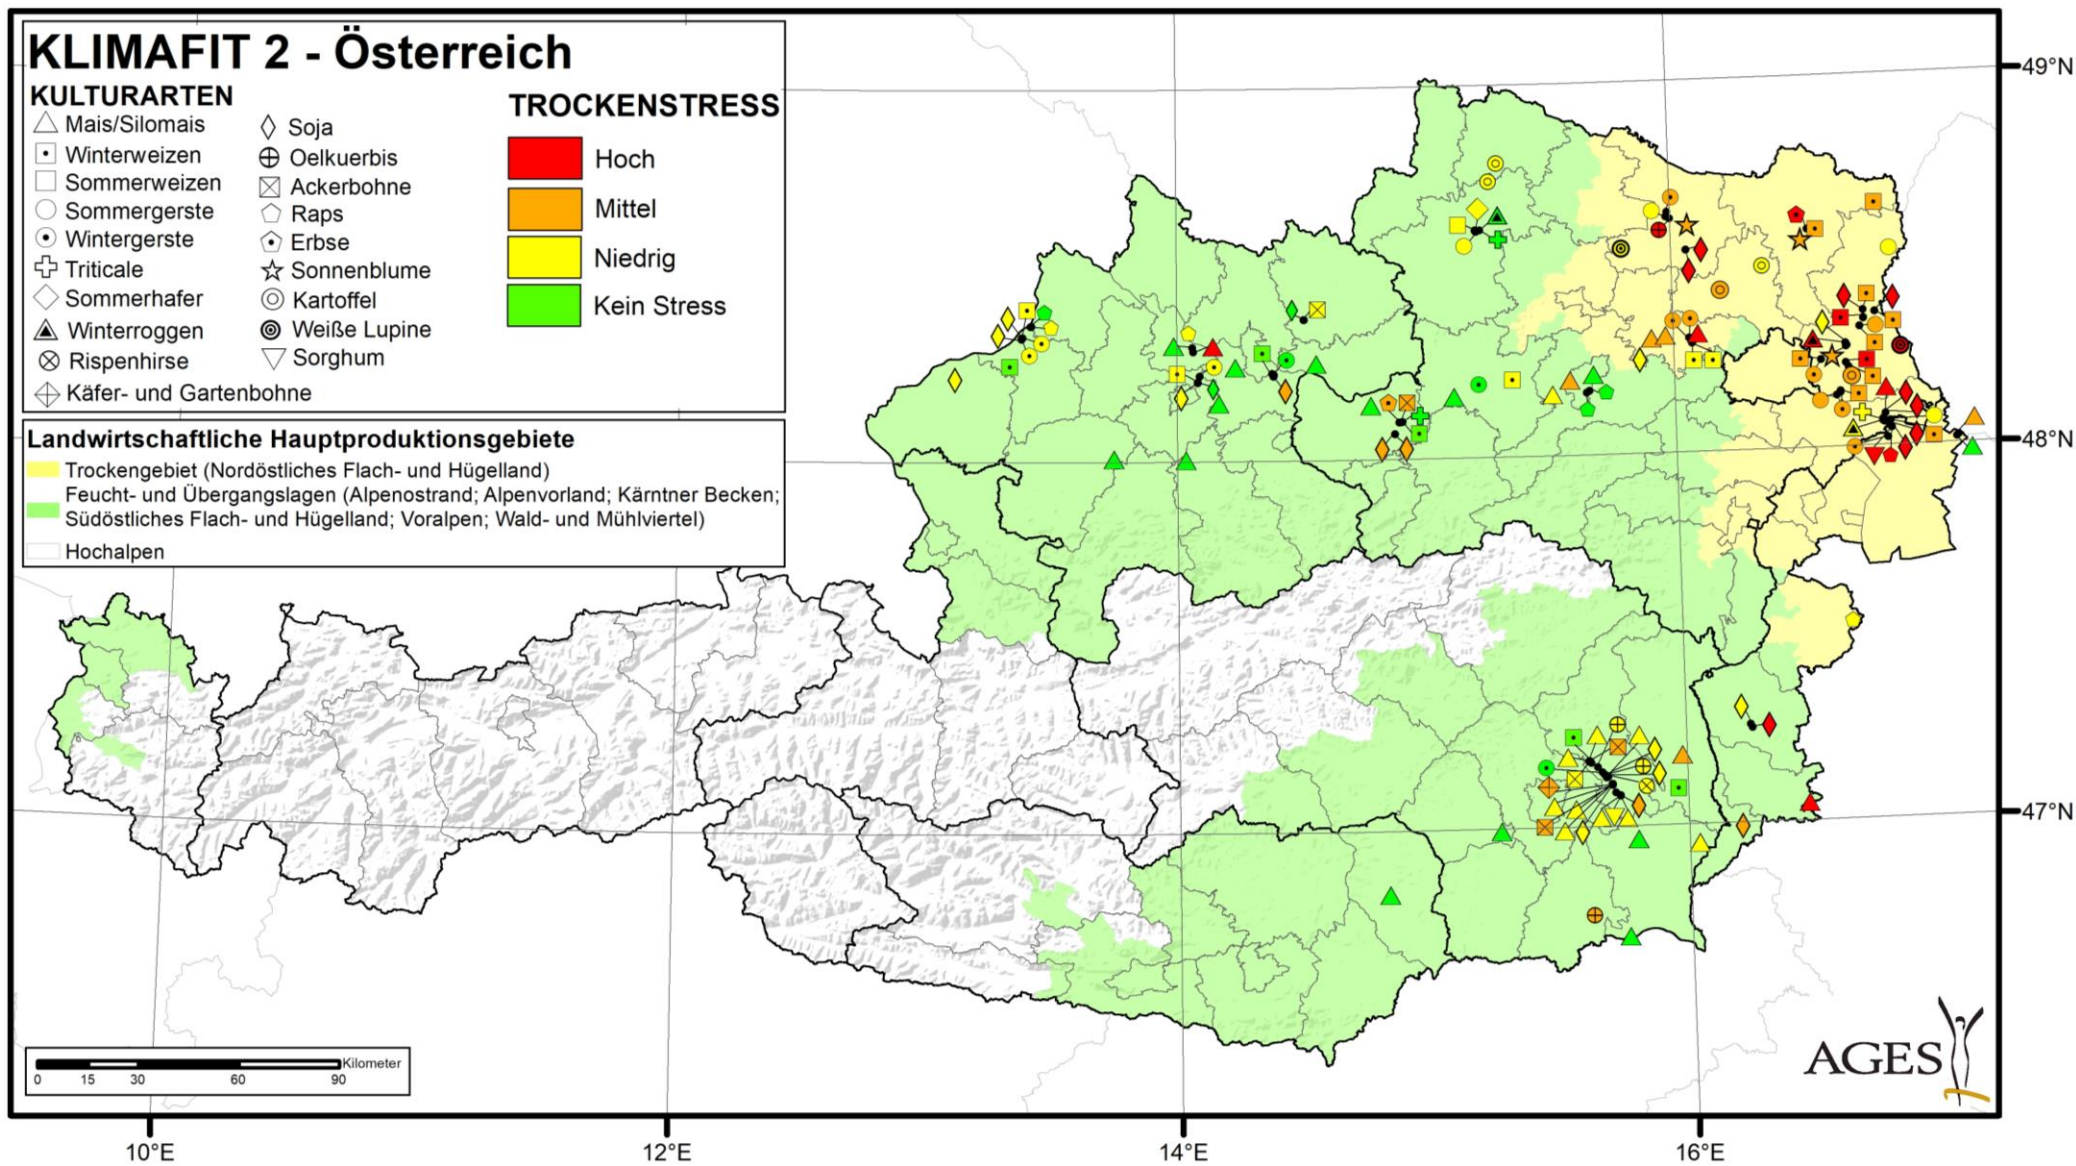 KLIMAFIT 2 - Österreich
KULTURARTEN
Mais/Silomais
Winterweizen
Sommerweizen
Sommergerste
Wintergerste
Triticale
Sommerhafer
Winterroggen
Rispenhirse
Käfer- und Gartenbohne
Soja
Oelkuerbis
Ackerbohne
Raps
Erbse
Sonnenblume
Kartoffel
Weiße Lupine
Sorghum
TROCKENSTRESS
Hoch
Mittel
Niedrig
Kein Stress
Landwirtschaftliche Hauptproduktionsgebiete
Trockengebiet (Nordöstliches Flach- und Hügelland)
Feucht- und Übergangslagen (Alpenostrand; Alpenvorland; Kärntner Becken;
Südöstliches Flach- und Hügelland; Voralpen; Wald- und Mühlviertel)
Hochalpen
49°N
48°N
47°N
Kilometer
0 15 30 60 90
AGES
10°E 12°E 14°E 16°E